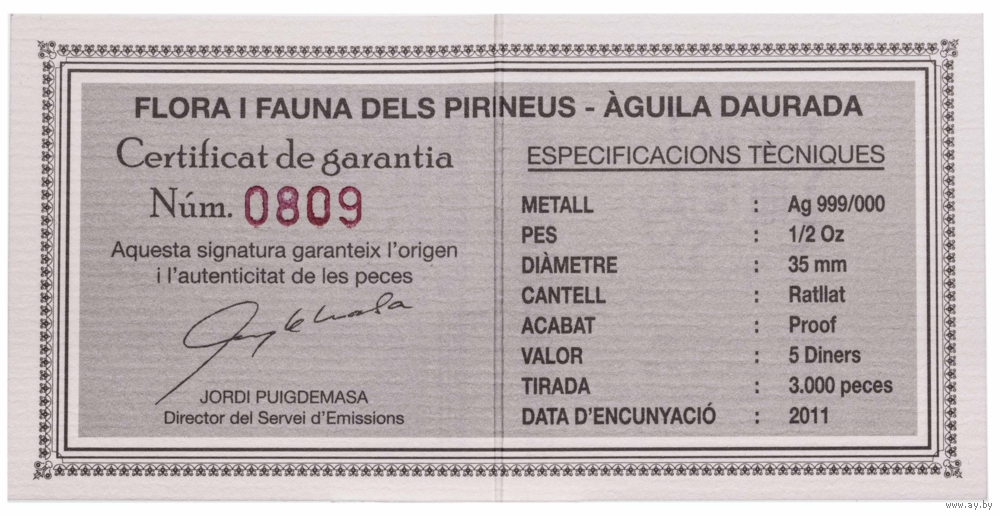 FLORA I FAUNA DELS PIRINEUS - ÀGUILA DAURADA
Certificat de garantia
Núm. 0809
Aquesta signatura garanteix l'origen
i l'autenticitat de les peces
JORDI PUIGDEMASA
Director del Servei d'Emissions
ESPECIFICACIONS TÈCNIQUES
METALL : Ag 999/000
PES : 1/2 Oz
DIÀMETRE : 35 mm
CANTELL : Ratllat
ACABAT : Proof
VALOR : 5 Diners
TIRADA : 3.000 peces
DATA D'ENCUNYACIÓ : 2011
www.ay.by